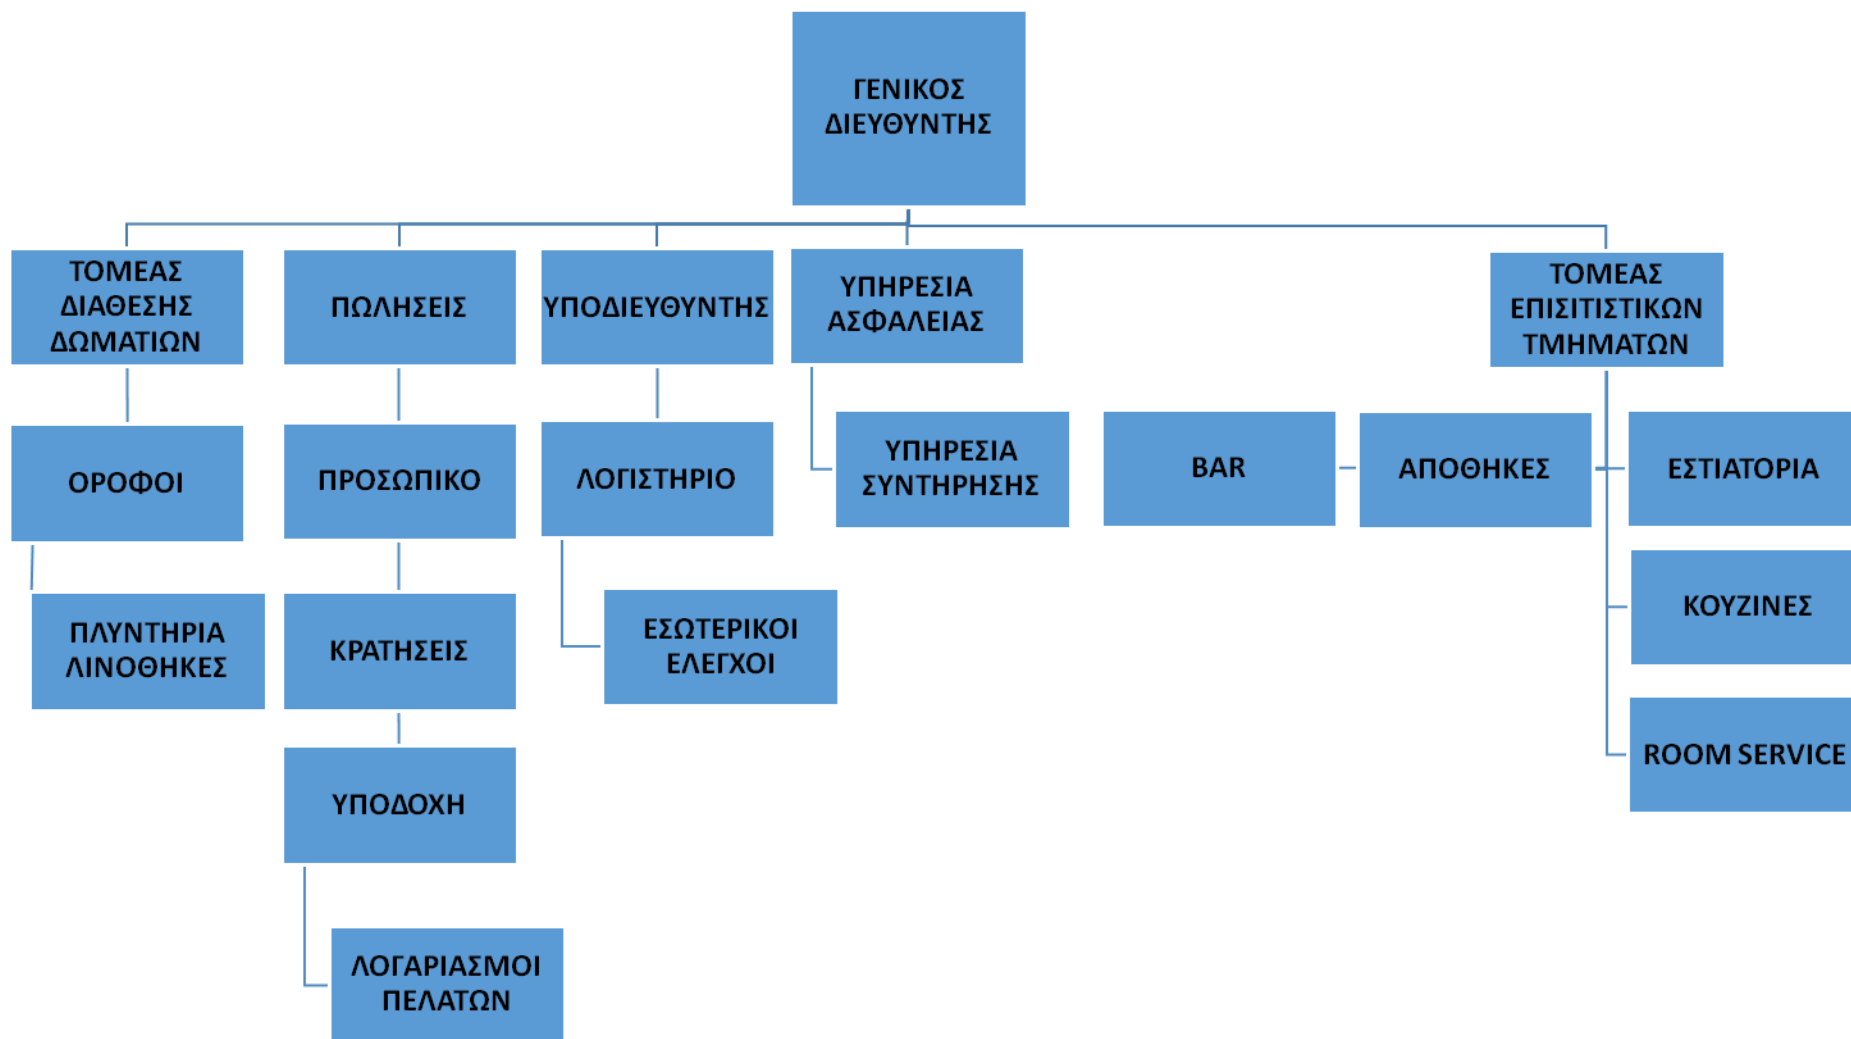 ΓΕΝΙΚΟΣ
ΔΙΕΥΘΥΝΤΗΣ
ΤΟΜΕΑΣ
ΔΙΑΘΕΣΗΣ
ΔΩΜΑΤΙΩΝ
ΠΩΛΗΣΕΙΣ
ΥΠΟΔΙΕΥΘΥΝΤΗΣ
ΥΠΗΡΕΣΙΑ
ΑΣΦΑΛΕΙΑΣ
ΤΟΜΕΑΣ
ΕΠΙΣΙΤΙΣΤΙΚΩΝ
ΤΜΗΜΑΤΩΝ
ΟΡΟΦΟΙ
ΠΡΟΣΩΠΙΚΟ
ΛΟΓΙΣΤΗΡΙΟ
ΥΠΗΡΕΣΙΑ
ΣΥΝΤΗΡΗΣΗΣ
BAR
ΑΠΟΘΗΚΕΣ
ΕΣΤΙΑΤΟΡΙΑ
ΠΛΥΝΤΗΡΙΑ
ΛΙΝΟΘΗΚΕΣ
ΚΡΑΤΗΣΕΙΣ
ΕΣΩΤΕΡΙΚΟΙ
ΕΛΕΓΧΟΙ
ΚΟΥΖΙΝΕΣ
ΥΠΟΔΟΧΗ
ROOM SERVICE
ΛΟΓΑΡΙΑΣΜΟΙ
ΠΕΛΑΤΩΝ